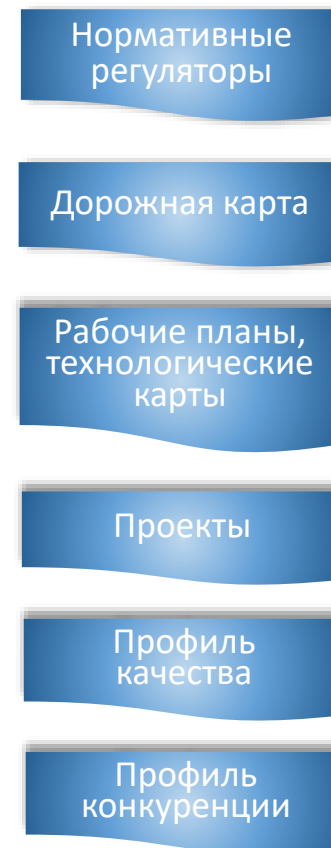 Нормативные
регуляторы
Дорожная карта
Рабочие планы,
технологические
карты
Проекты
Профиль
качества
Профиль
конкуренции